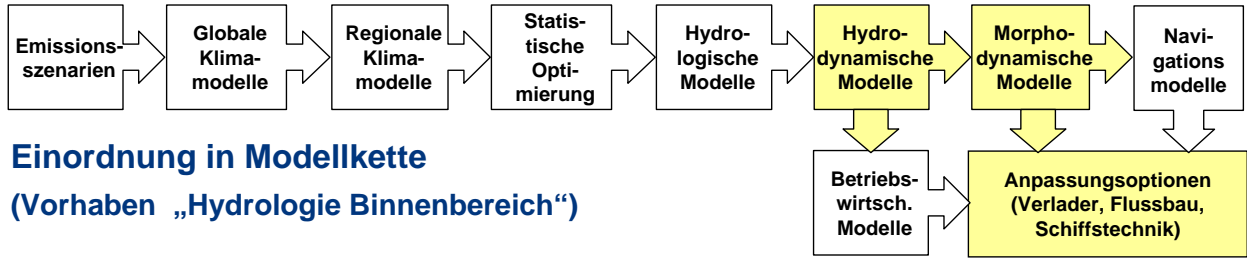 Emissions-
szenarien
Globale
Klima-
modelle
Regionale
Klima-
modelle
Statis-
tische
Opti-
mierung
Hydro-
logische
Modelle
Hydro-
dynamische
Modelle
Morpho-
dynamische
Modelle
Navi-
gations
modelle
Einordnung in Modellkette
(Vorhaben „Hydrologie Binnenbereich“)
Betriebs-
wirtsch.
Modelle
Anpassungsoptionen
(Verlader, Flussbau,
Schiffstechnik)